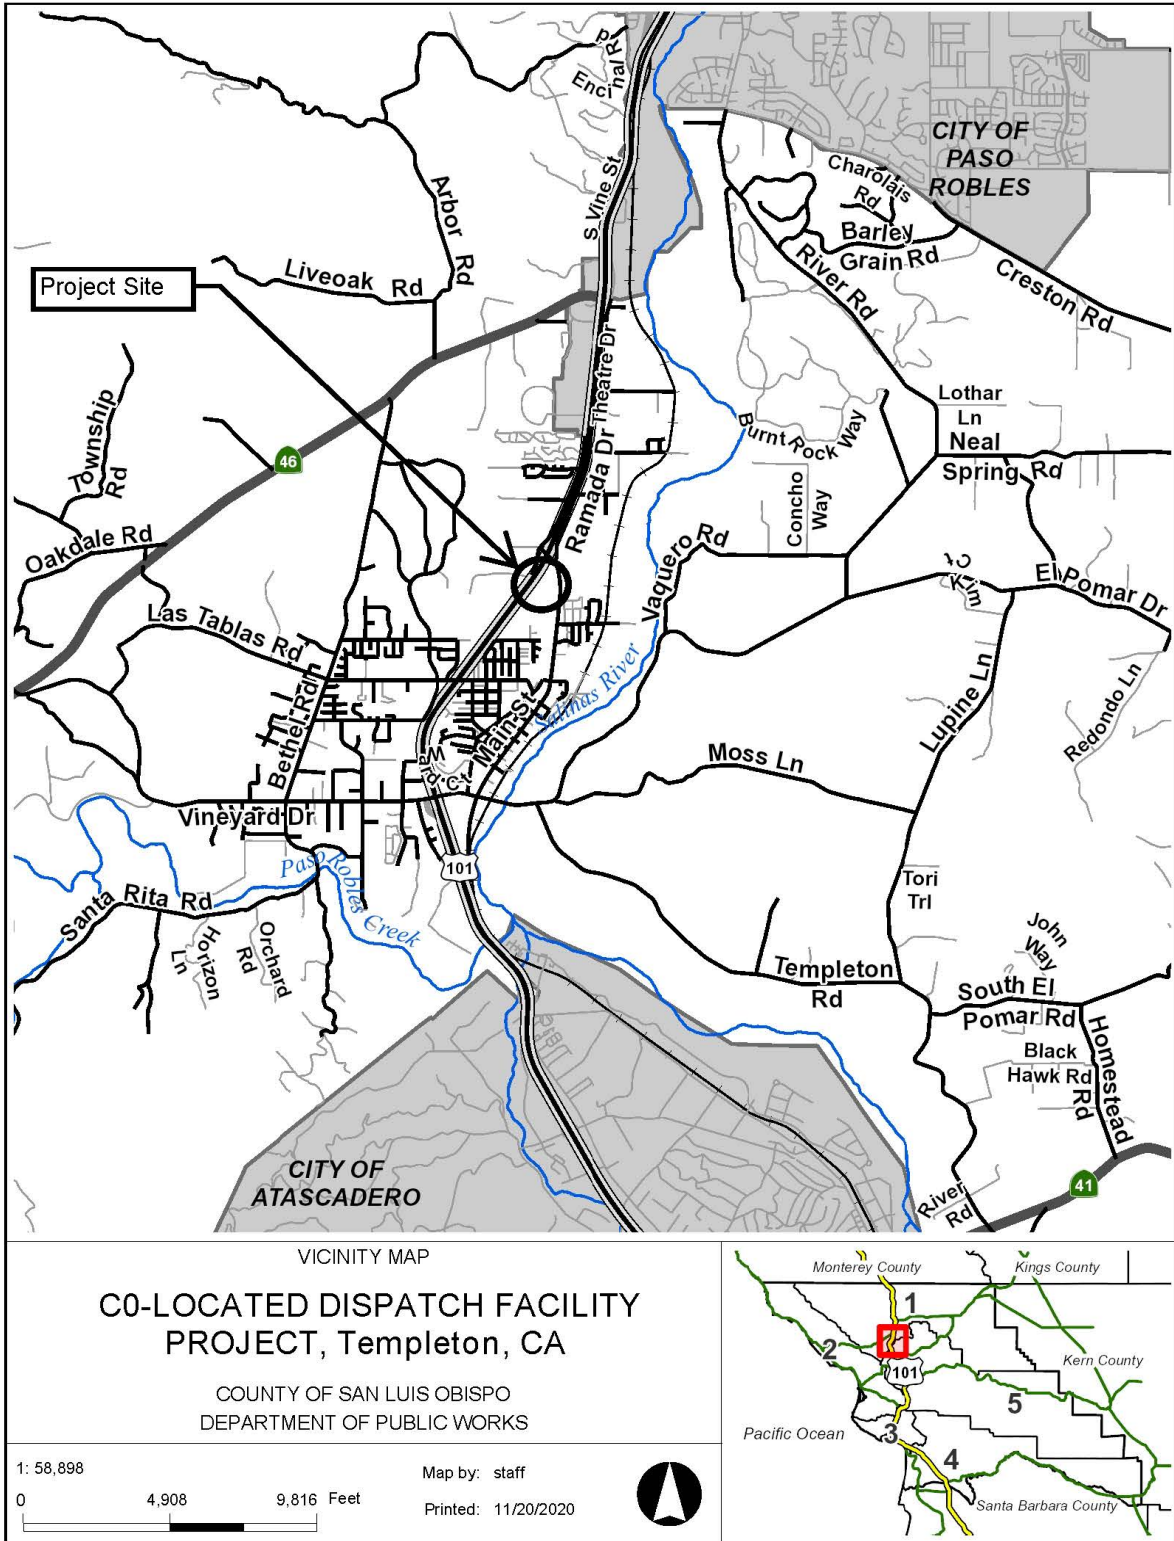 Encinal Rd
CITY OF
PASO
ROBLES
S Vine St
Charolais
Rd
Arbor Rd
Barley
Grain Rd
River Rd
Creston Rd
Liveoak Rd
Project Site
Theatre Dr
Ramada Dr
Township
Rd
Lothar
Ln
Neal
Spring Rd
Burnt Rock Way
46
Concho
Way
Oakdale Rd
Vaquero Rd
Kim Ct
El Pomar Dr
Las Tablas Rd
Salinas River
Lupine Ln
Redondo Ln
Bethel Rd
Main St
Moss Ln
Ward Ct
Vineyard Dr
101
Paso Robles Creek
Tori
Trl
Santa Rita Rd
Horizon
Ln
Orchard
Rd
John
Way
Templeton
Rd
South El
Pomar Rd
Black
Hawk Rd
Homestead
Rd
CITY OF
ATASCADERO
41
River
Rd
VICINITY MAP
C0-LOCATED DISPATCH FACILITY
PROJECT, Templeton, CA
COUNTY OF SAN LUIS OBISPO
DEPARTMENT OF PUBLIC WORKS
1: 58,898
0 4,908 9,816 Feet
Map by: staff
Printed: 11/20/2020
Monterey County
Kings County
1
2
101
Kern County
5
Pacific Ocean
3
4
Santa Barbara County